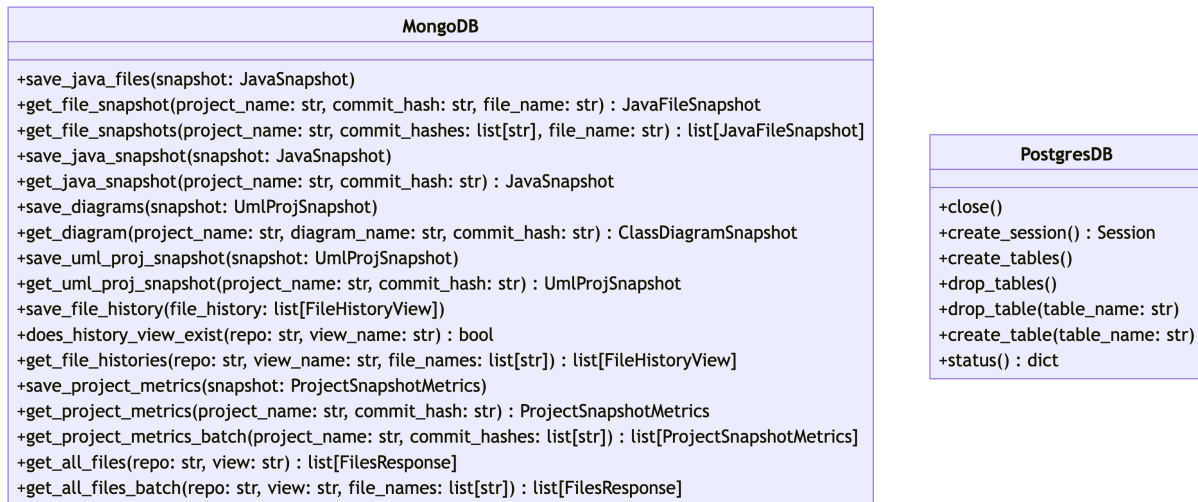 MongoDB
+save_java_files(snapshot: JavaSnapshot)
+get_file_snapshot(project_name: str, commit_hash: str, file_name: str) : JavaFileSnapshot
+get_file_snapshots(project_name: str, commit_hashes: list[str], file_name: str) : list[JavaFileSnapshot]
+save_java_snapshot(snapshot: JavaSnapshot)
+get_java_snapshot(project_name: str, commit_hash: str) : JavaSnapshot
+save_diagrams(snapshot: UmlProjSnapshot)
+get_diagram(project_name: str, diagram_name: str, commit_hash: str) : ClassDiagramSnapshot
+save_uml_proj_snapshot(snapshot: UmlProjSnapshot)
+get_uml_proj_snapshot(project_name: str, commit_hash: str) : UmlProjSnapshot
+save_file_history(file_history: list[FileHistoryView])
+does_history_view_exist(repo: str, view_name: str) : bool
+get_file_histories(repo: str, view_name: str, file_names: list[str]) : list[FileHistoryView]
+save_project_metrics(snapshot: ProjectSnapshotMetrics)
+get_project_metrics(project_name: str, commit_hash: str) : ProjectSnapshotMetrics
+get_project_metrics_batch(project_name: str, commit_hashes: list[str]) : list[ProjectSnapshotMetrics]
+get_all_files(repo: str, view: str) : list[FilesResponse]
+get_all_files_batch(repo: str, view: str, file_names: list[str]) : list[FilesResponse]
PostgresDB
+close()
+create_session() : Session
+create_tables()
+drop_tables()
+drop_table(table_name: str)
+create_table(table_name: str)
+status() : dict